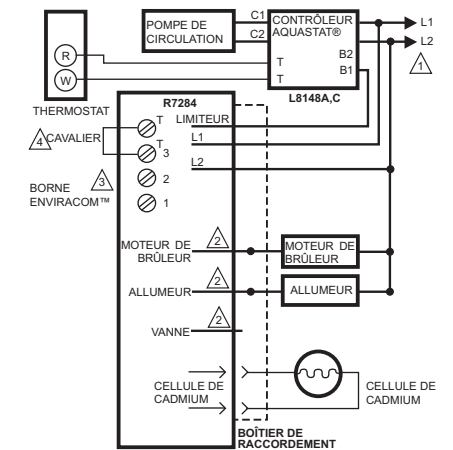 POMPE DE
CIRCULATION
C1
C2
CONTRÔLEUR
AQUASTAT®
B2
B1
T
T
L8148A,C
L1
L2
1
R
W
THERMOSTAT
R7284
LIMITEUR
L1
L2
T
T
3
2
1
4
CAVALIER
3
BORNE
ENVIRACOM™
MOTEUR DE
BRÛLEUR
2
MOTEUR DE
BRÛLEUR
ALLUMEUR
2
ALLUMEUR
VANNE
2
CELLULE DE
CADMIUM
CELLULE DE
CADMIUM
BOÎTIER DE
RACCORDEMENT